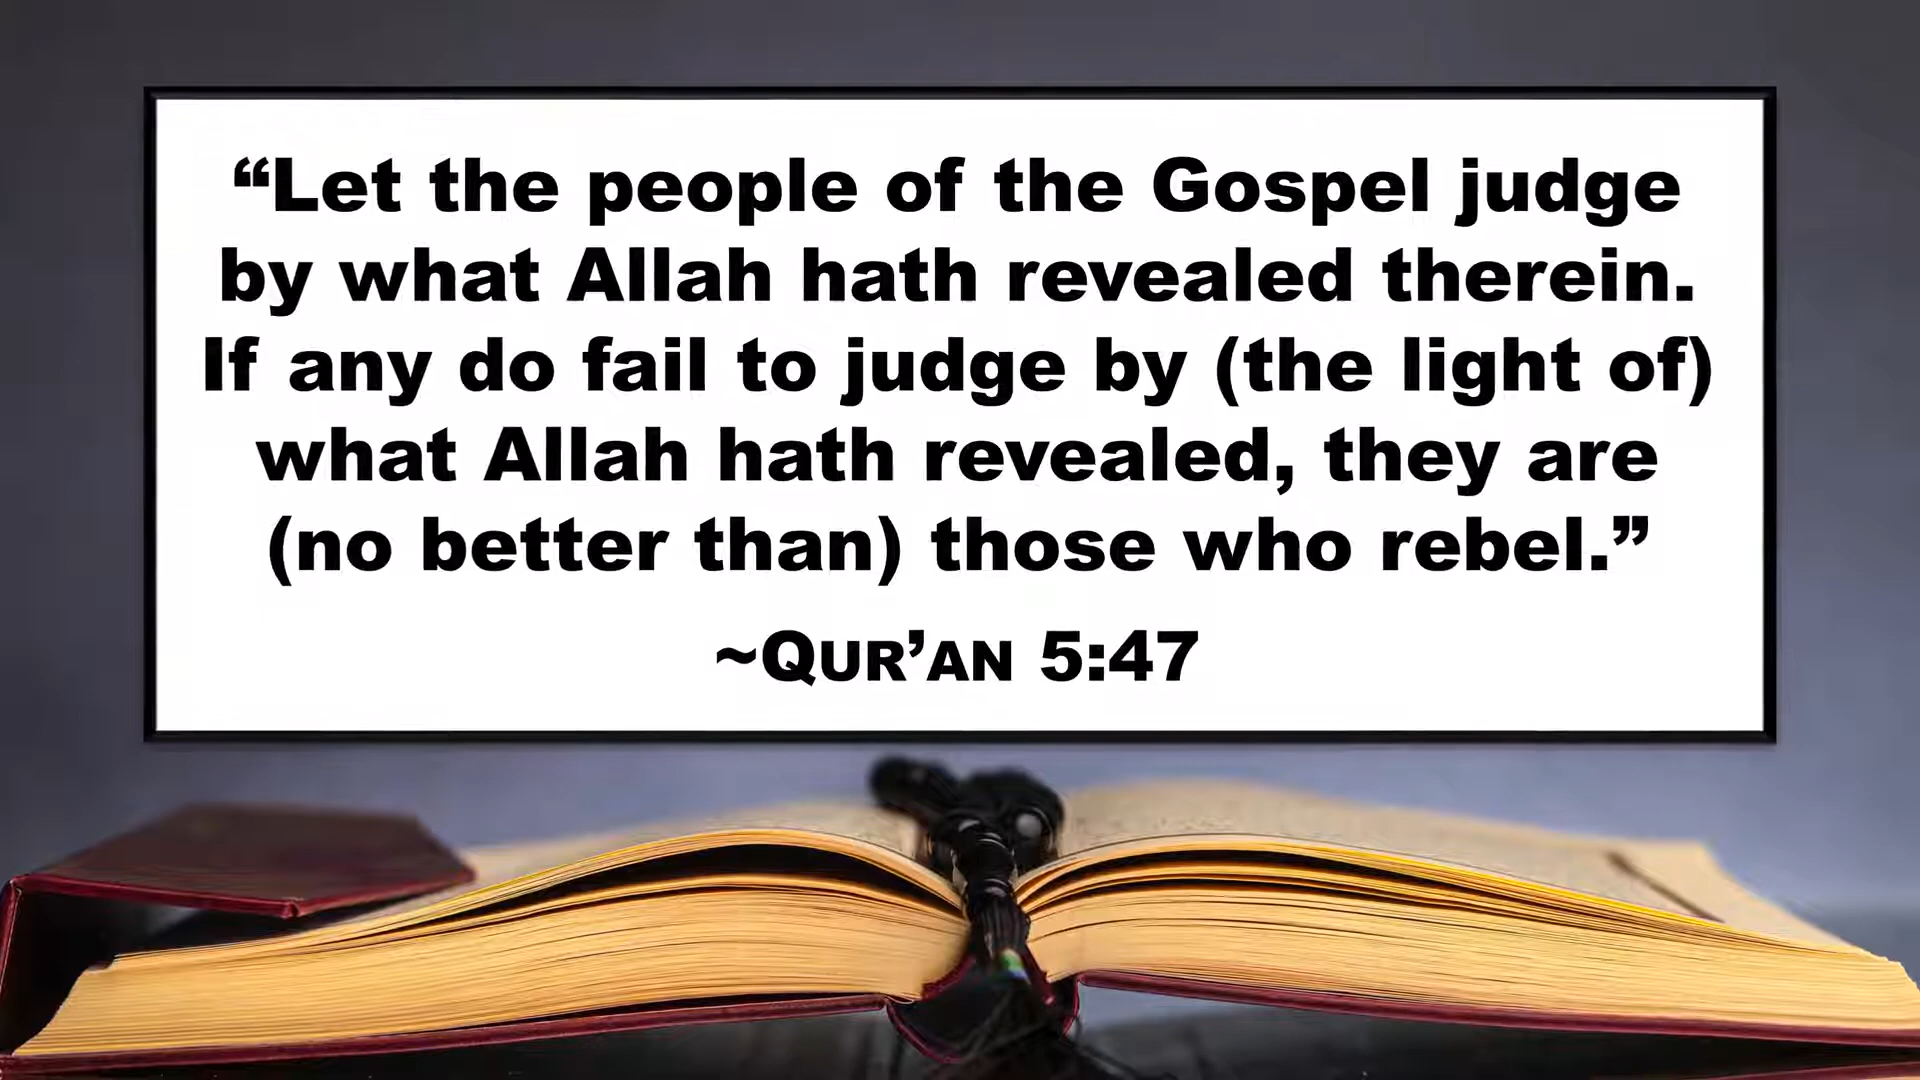 “Let the people of the Gospel judge
by what Allah hath revealed therein.
If any do fail to judge by (the light of)
what Allah hath revealed, they are
(no better than) those who rebel.”
~QUR’AN 5:47